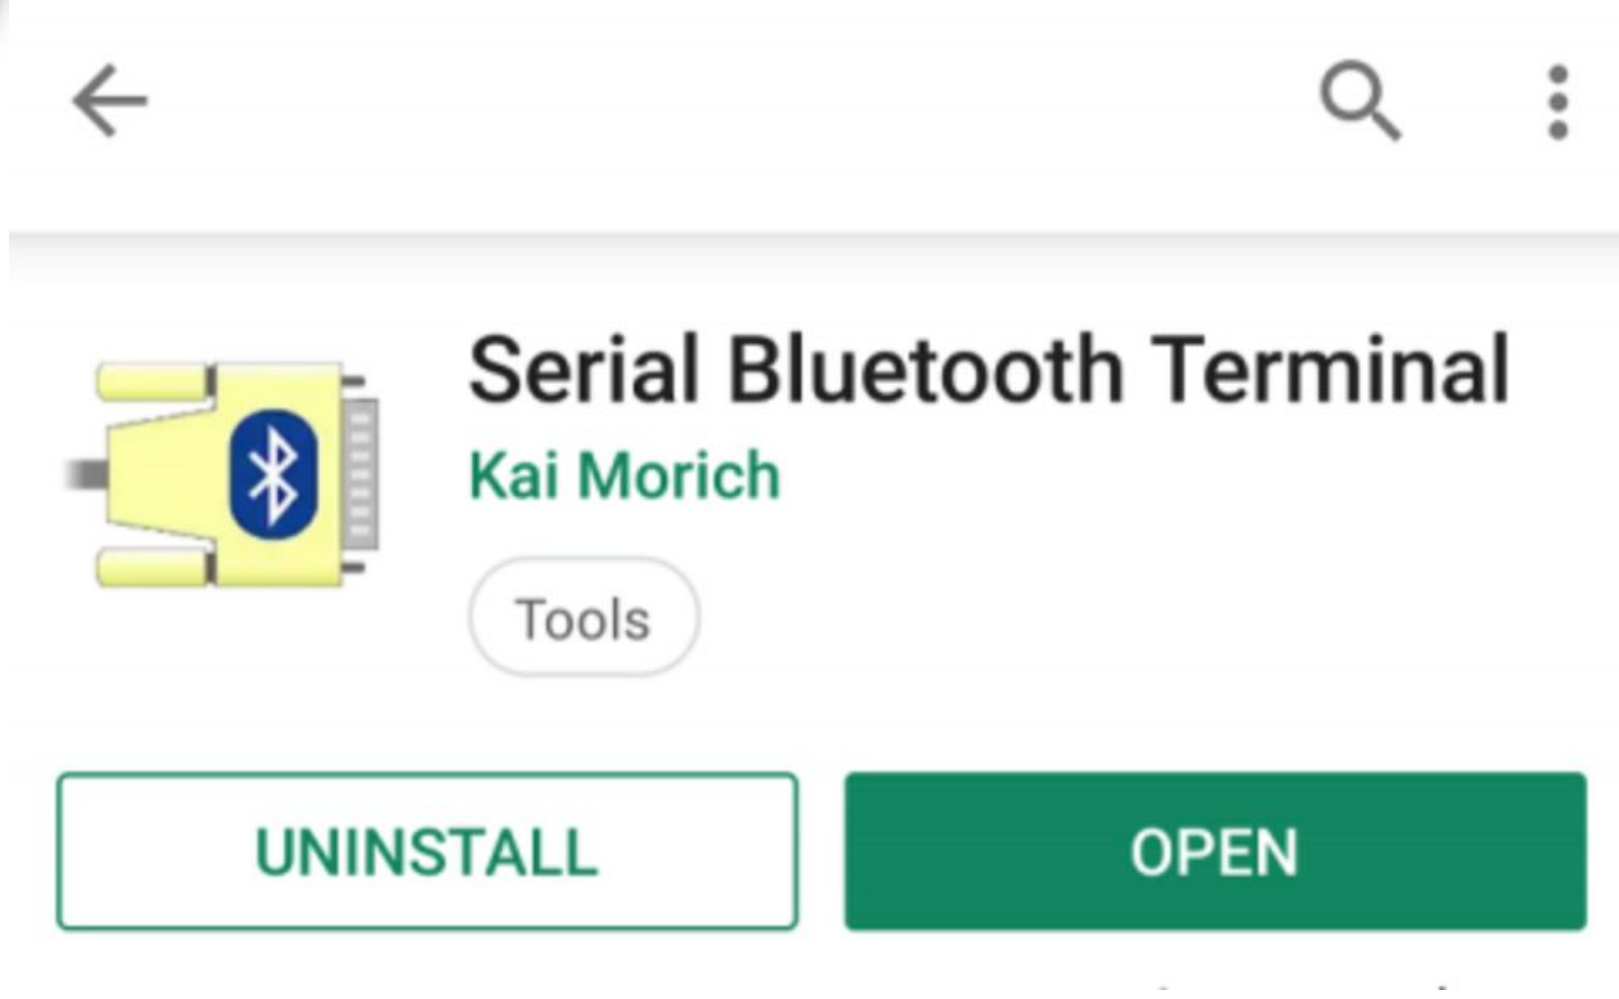 Serial Bluetooth Terminal
Kai Morich
Tools
UNINSTALL
OPEN